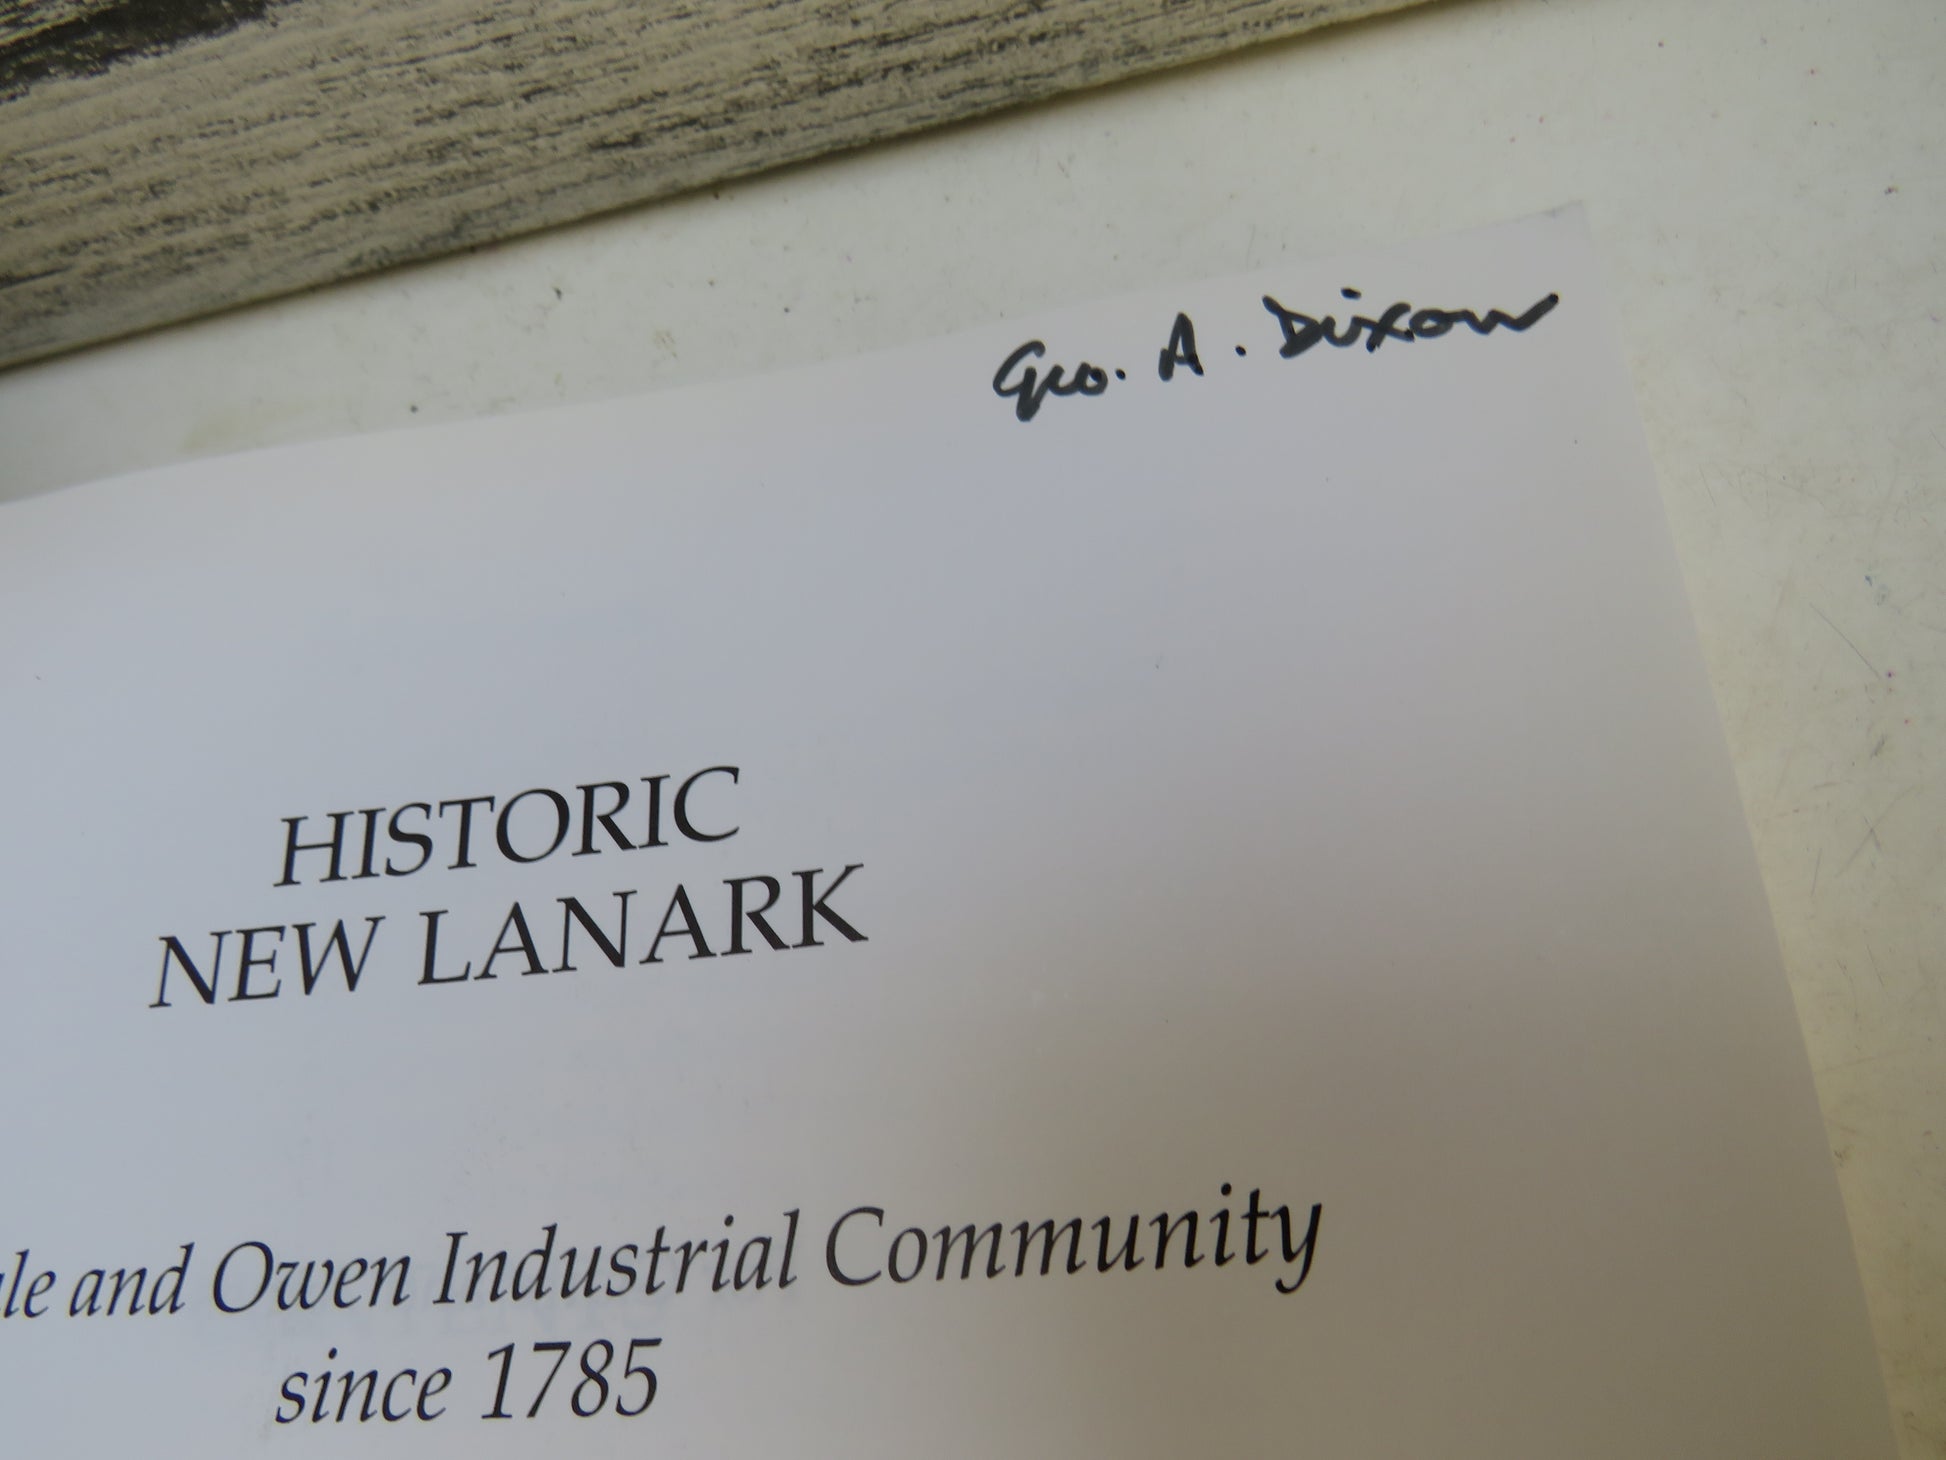 Geo. A. Dixon
HISTORIC
NEW LANARK
and Owen Industrial Community
since 1785